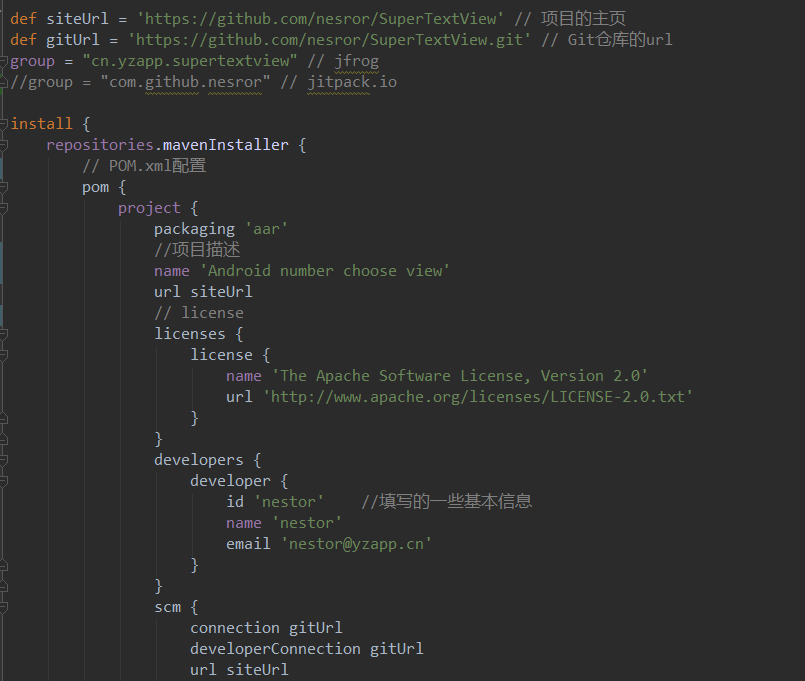 def siteUrl = 'https://github.com/nesror/SuperTextView' // 项目的主页
def gitUrl = 'https://github.com/nesror/SuperTextView.git' // Git仓库的url
group = "cn.yzapp.supertextview" // jfrog
//group = "com.github.nesror" // jitpack.io
install {
repositories.mavenInstaller {
// POM.xml配置
pom {
project {
packaging 'aar'
//项目描述
name 'Android number choose view'
url siteUrl
// license
licenses {
license {
name 'The Apache Software License, Version 2.0'
url 'http://www.apache.org/licenses/LICENSE-2.0.txt'
}
}
developers {
developer {
id 'nestor' //填写的一些基本信息
name 'nestor'
email 'nestor@yzapp.cn'
}
}
scm {
connection gitUrl
developerConnection gitUrl
url siteUrl